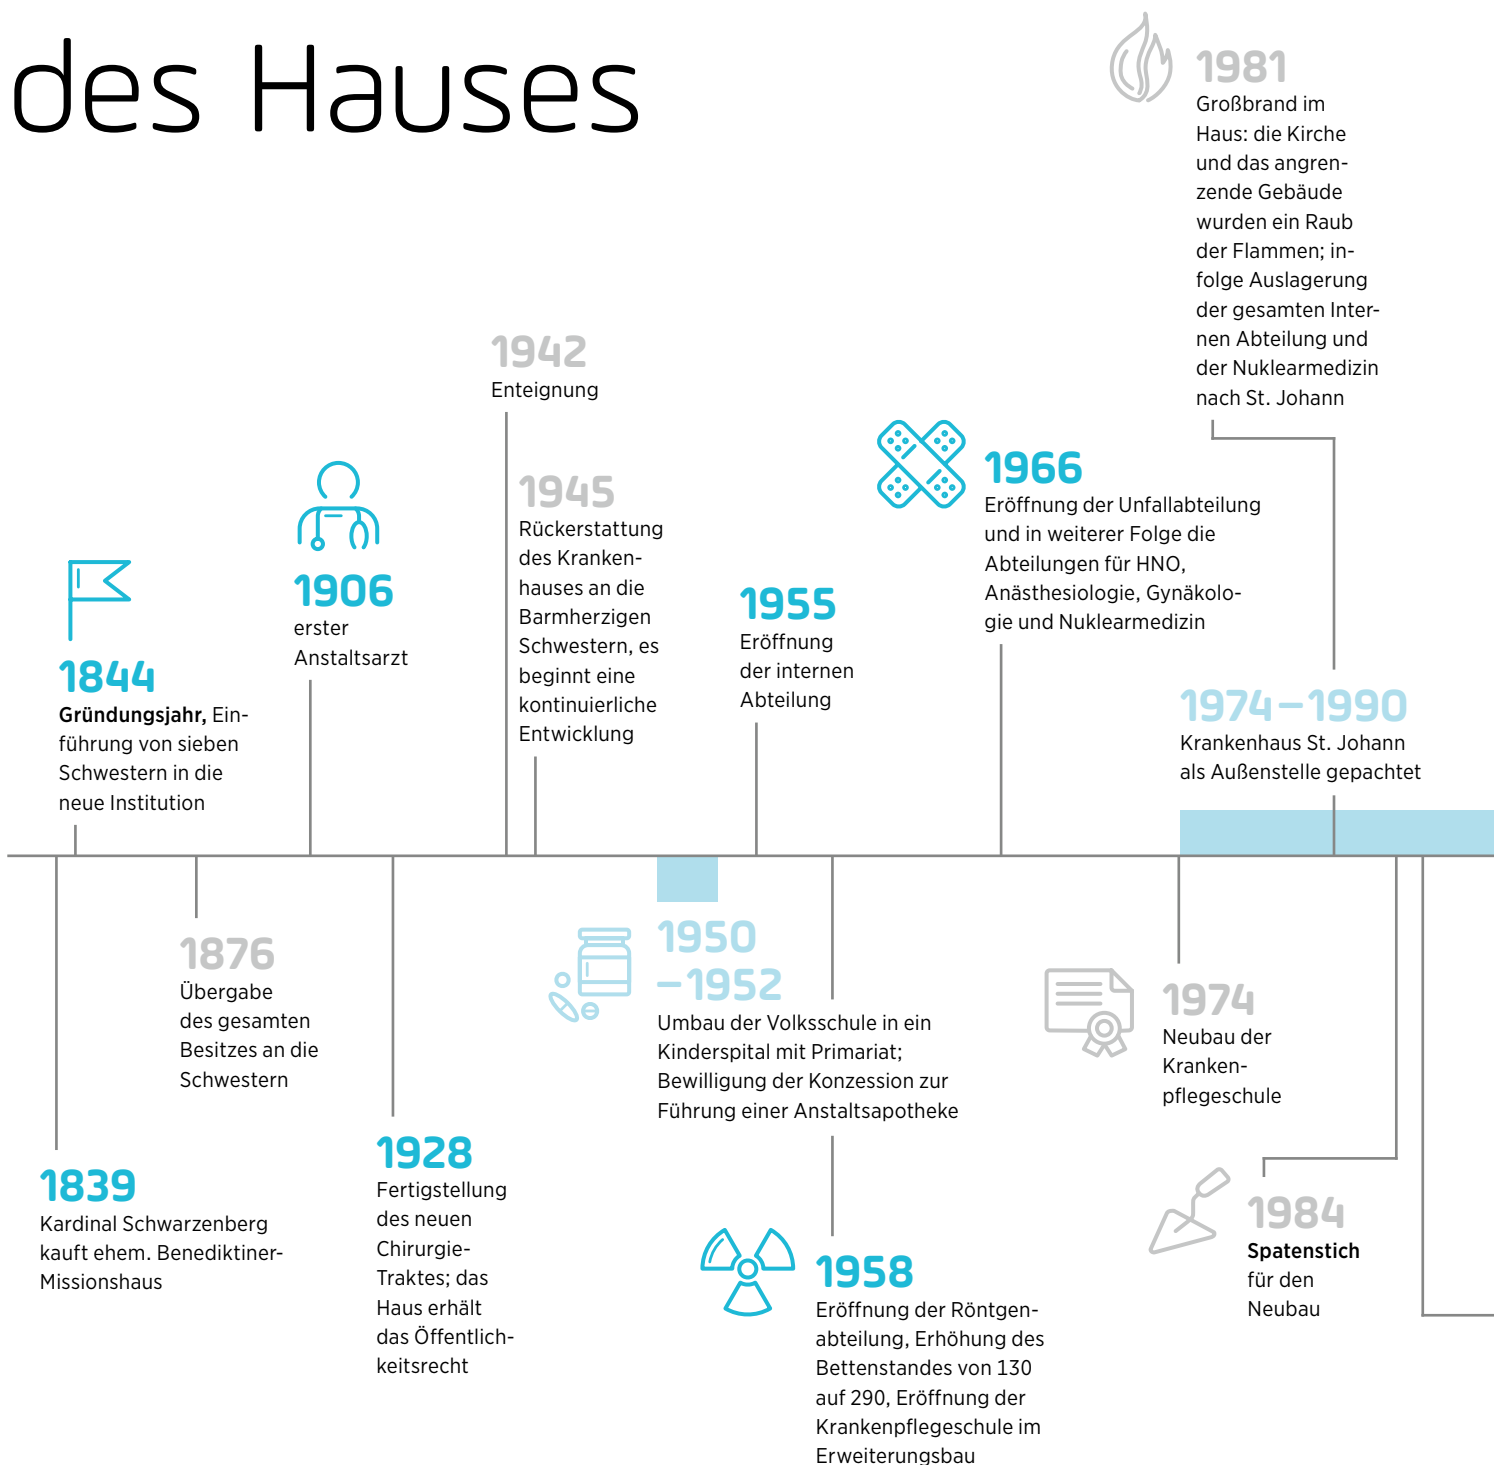 des Hauses
1981
Großbrand im
Haus: die Kirche
und das angren-
zende Gebäude
wurden ein Raub
der Flammen; in-
folge Auslagerung
der gesamten Inter-
nen Abteilung und
der Nuklearmedizin
nach St. Johann
1942
Enteignung
1945
Rückerstattung
des Kranken-
hauses an die
Barmherzigen
Schwestern, es
beginnt eine
kontinuierliche
Entwicklung
1966
Eröffnung der Unfallabteilung
und in weiterer Folge die
Abteilungen für HNO,
Anästhesiologie, Gynäkolo-
gie und Nuklearmedizin
1906
erster
Anstaltsarzt
1955
Eröffnung
der internen
Abteilung
1844
Gründungsjahr, Ein-
führung von sieben
Schwestern in die
neue Institution
1974–1990
Krankenhaus St. Johann
als Außenstelle gepachtet
1876
Übergabe
des gesamten
Besitzes an die
Schwestern
1950
–1952
Umbau der Volksschule in ein
Kinderspital mit Primariat;
Bewilligung der Konzession zur
Führung einer Anstaltsapotheke
1974
Neubau der
Kranken-
pflegeschule
1839
Kardinal Schwarzenberg
kauft ehem. Benediktiner-
Missionshaus
1928
Fertigstellung
des neuen
Chirurgie-
Traktes; das
Haus erhält
das Öffentlich-
keitsrecht
1958
Eröffnung der Röntgen-
abteilung, Erhöhung des
Bettenstandes von 130
auf 290, Eröffnung der
Krankenpflegeschule im
Erweiterungsbau
1984
Spatenstich
für den
Neubau